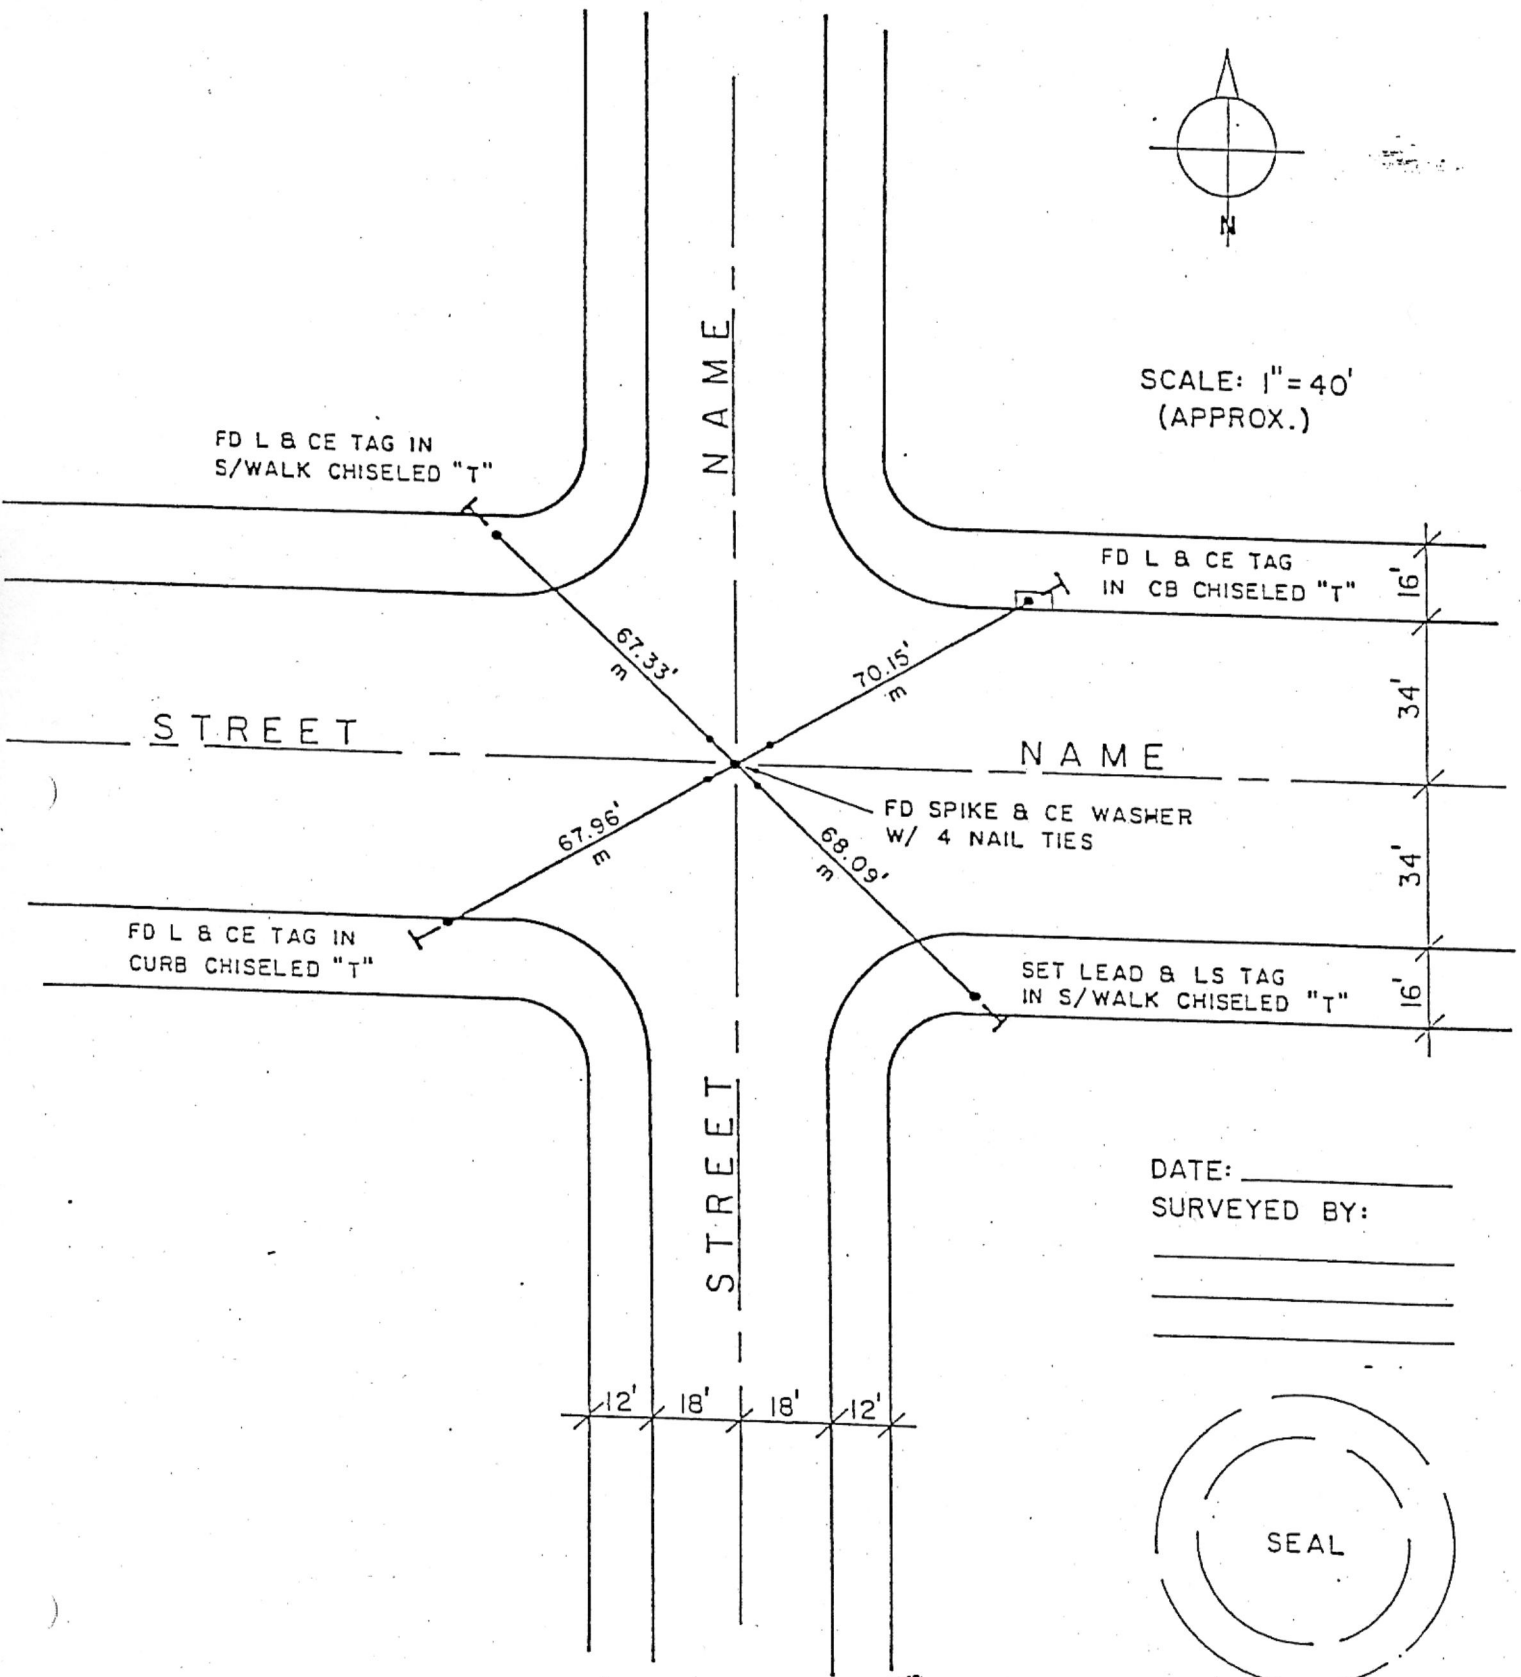 N
SCALE: 1"=40'
(APPROX.)
NAME
FD L & CE TAG IN
S/WALK CHISELED "T"
FD L & CE TAG
IN CB CHISELED "T"
16'
67.33'
m
70.15'
m
34'
STREET
NAME
FD SPIKE & CE WASHER
W/ 4 NAIL TIES
67.96'
m
68.09'
m
34'
FD L & CE TAG IN
CURB CHISELED "T"
SET LEAD & LS TAG
IN S/WALK CHISELED "T"
16'
STREET
DATE:
SURVEYED BY:
12' 18' 18' 12'
SEAL